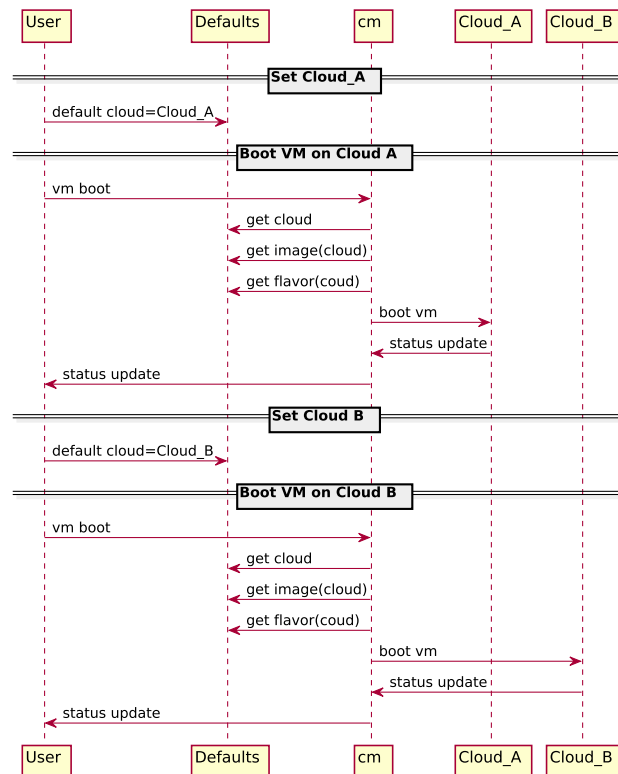 User Defaults cm Cloud_A Cloud_B
Set Cloud_A
default cloud=Cloud_A
Boot VM on Cloud A
vm boot
get cloud
get image(cloud)
get flavor(coud)
boot vm
status update
status update
Set Cloud B
default cloud=Cloud_B
Boot VM on Cloud B
vm boot
get cloud
get image(cloud)
get flavor(coud)
boot vm
status update
status update
User Defaults cm Cloud_A Cloud_B